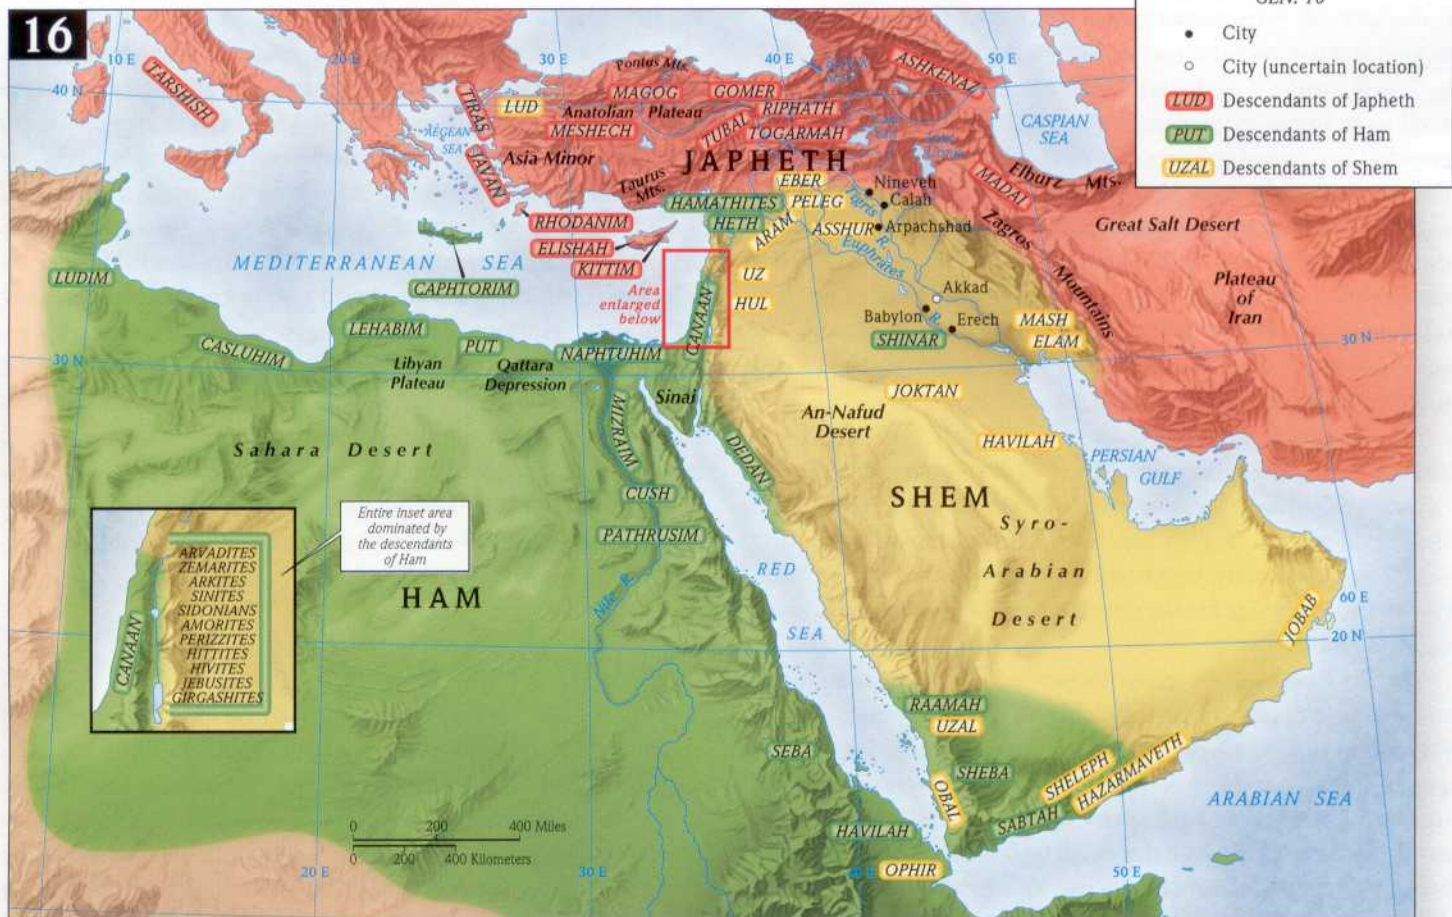 16
GEN. 10
City
City (uncertain location)
LUD Descendants of Japheth
PUT Descendants of Ham
UZAL Descendants of Shem
10 E
20 E
30 E
40 E
50 E
40 N
TARSHISH
TIRAS
LUD
Pontus Mts.
MAGOG
GOMER
ASHKENAZ
Anatolian Plateau
RIPHATH
MESHECH
TUBAL
TOGARMAH
CASPIAN
SEA
AEGEAN
SEA
JAVAN
Asia Minor
JAPHETH
Taurus
Mts.
Elburz Mts.
MADAI
EBER
Nineveh
Calah
HAMATHITES
PELEG
Tigris R.
RHODANIM
HETH
ARAM
ASSHUR
Arpachshad
Zagros
Mountains
Great Salt Desert
ELISHAH
KITTIM
Euphrates R.
MEDITERRANEAN SEA
LUDIM
CAPHTORIM
Area
enlarged
below
UZ
HUL
CANAAN
Akkad
Babylon
Erech
SHINAR
MASH
ELAM
Plateau
of
Iran
LEHABIM
CASLUHIM
PUT
NAPHTUHIM
30 N
30 N
Libyan
Plateau
Qattara
Depression
Sinai
JOKTAN
An-Nafud
Desert
MIZRAIM
DEDAN
HAVILAH
PERSIAN
GULF
Sahara Desert
CUSH
SHEM
Syro-
Arabian
Desert
PATHRUSIM
Entire inset area
dominated by
the descendants
of Ham
ARVADITES
ZEMARITES
ARKITES
SINITES
SIDONIANS
AMORITES
PERIZZITES
HITTITES
HIVITES
JEBUSITES
GIRGASHITES
CANAAN
HAM
Nile R.
RED
SEA
60 E
20 N
JOBAB
RAAMAH
UZAL
SEBA
SHEBA
OBAL
SHELEPH
HAZARMAVETH
SABTAH
ARABIAN SEA
HAVILAH
OPHIR
0 200 400 Miles
0 200 400 Kilometers
20 E
30 E
50 E